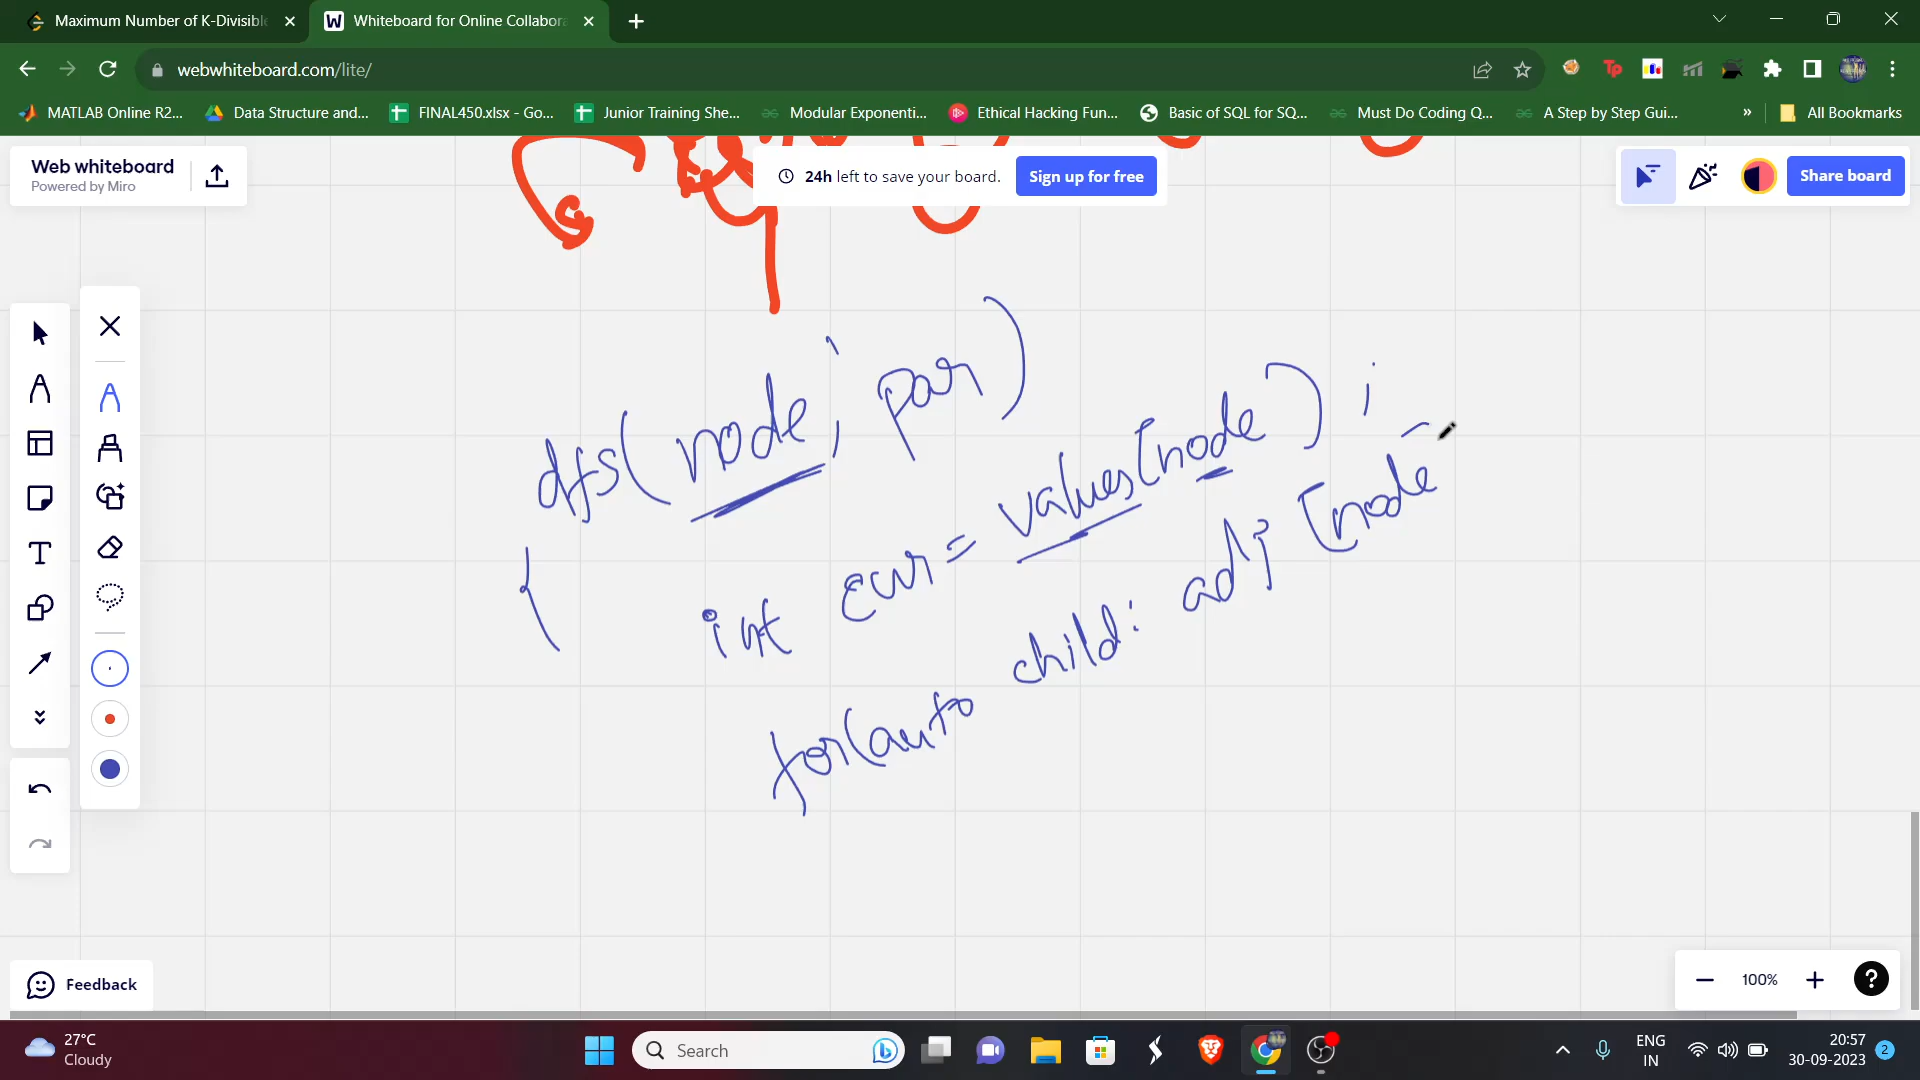 Maximum Number of K-Divisible
Whiteboard for Online Collabora
webwhiteboard.com/lite/
MATLAB Online R2...
Data Structure and...
FINAL450.xlsx - Go...
Junior Training She...
Modular Exponenti...
Ethical Hacking Fun...
Basic of SQL for SQ...
Must Do Coding Q...
A Step by Step Gui...
»
All Bookmarks
Web whiteboard
Powered by Miro
24h left to save your board.
Sign up for free
Share board
dfs(node, par)
{
int cur = values[node];
for(auto child: adj[node
T
Feedback
100%
27°C
Cloudy
Search
ENG
IN
20:57
30-09-2023
2